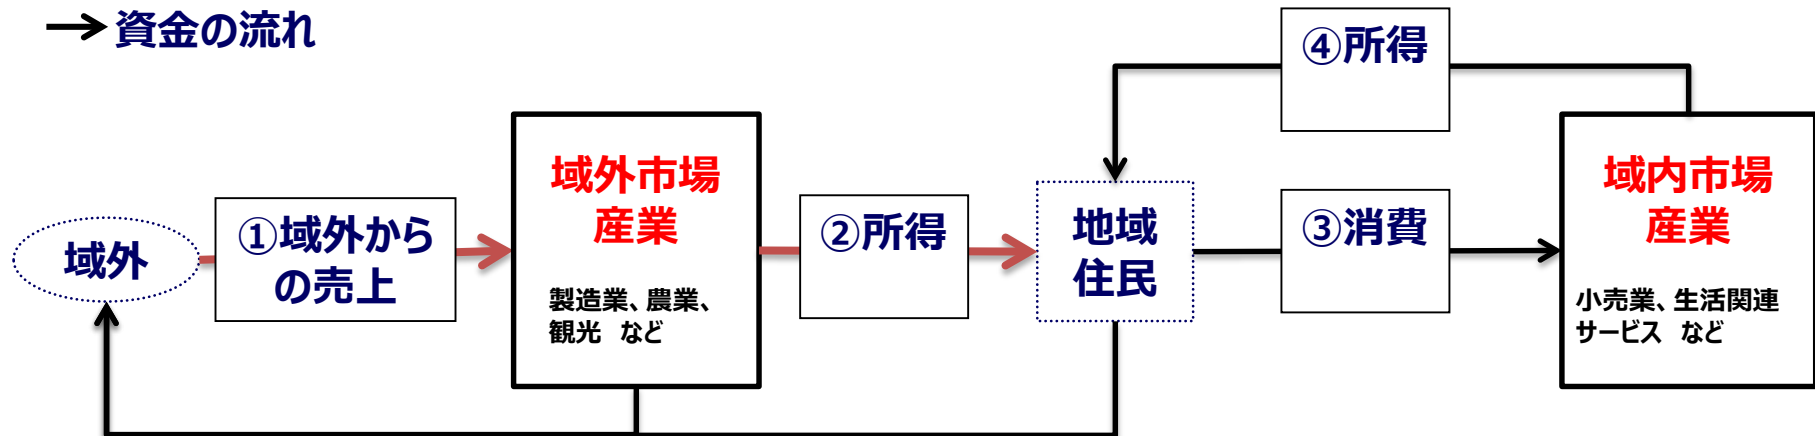 資金の流れ
④所得
域外市場
産業
製造業、農業、
観光 など
域外
①域外から
の売上
②所得
地域
住民
③消費
域内市場
産業
小売業、生活関連
サービス など